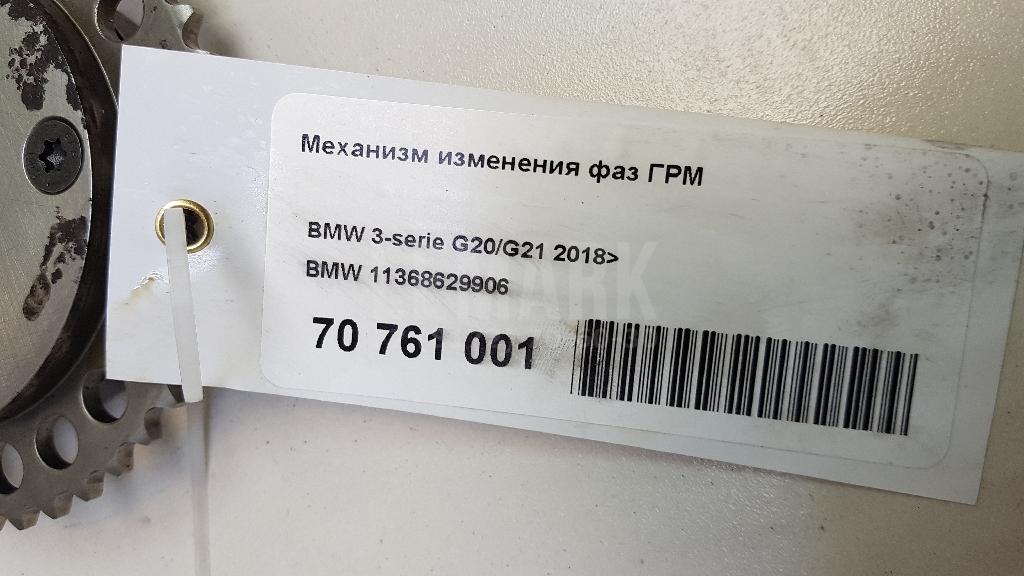 Механизм изменения фаз ГРМ
BMW 3-serie G20/G21 2018>
BMW 11368629906
70 761 001